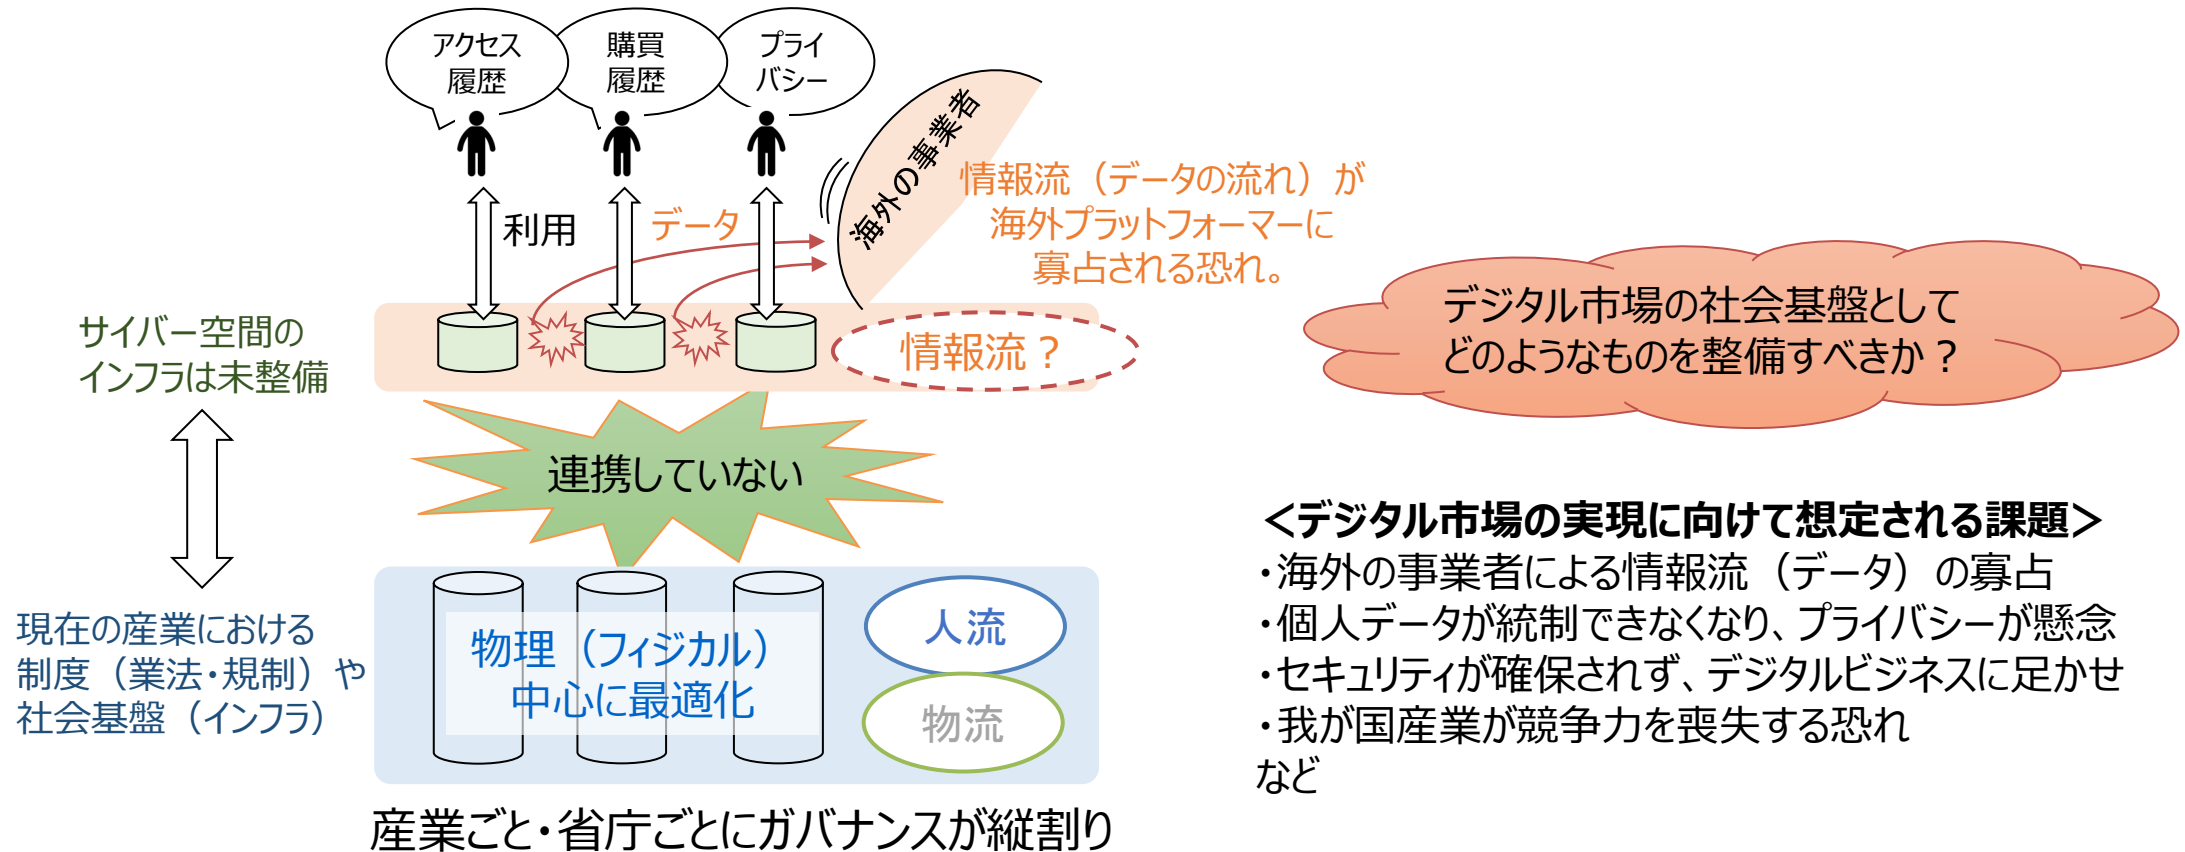 アクセス
履歴
購買
履歴
プライ
バシー
海外の事業者
利用
データ
情報流（データの流れ）が
海外プラットフォーマーに
寡占される恐れ。
サイバー空間の
インフラは未整備
情報流？
連携していない
現在の産業における
制度（業法・規制）や
社会基盤（インフラ）
物理（フィジカル）
中心に最適化
人流
物流
産業ごと・省庁ごとにガバナンスが縦割り
デジタル市場の社会基盤として
どのようなものを整備すべきか？
＜デジタル市場の実現に向けて想定される課題＞
・海外の事業者による情報流（データ）の寡占
・個人データが統制できなくなり、プライバシーが懸念
・セキュリティが確保されず、デジタルビジネスに足かせ
・我が国産業が競争力を喪失する恐れ
など